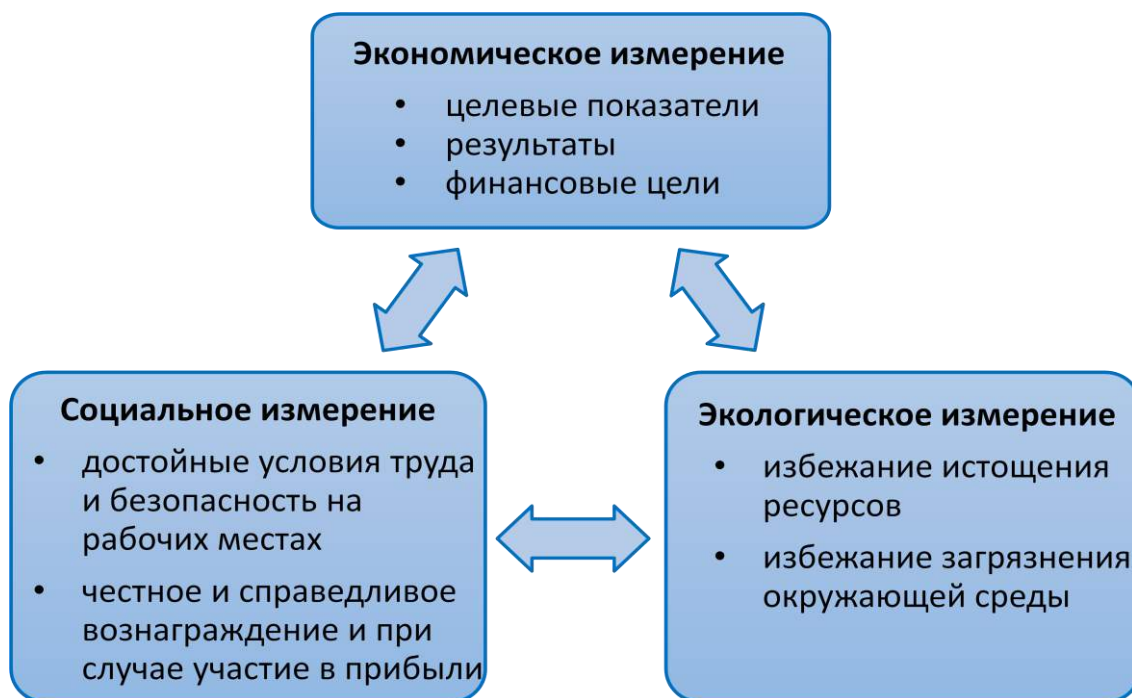 Экономическое измерение
• целевые показатели
• результаты
• финансовые цели
Социальное измерение
• достойные условия труда
и безопасность на
рабочих местах
• честное и справедливое
вознаграждение и при
случае участие в прибыли
Экологическое измерение
• избежание истощения
ресурсов
• избежание загрязнения
окружающей среды